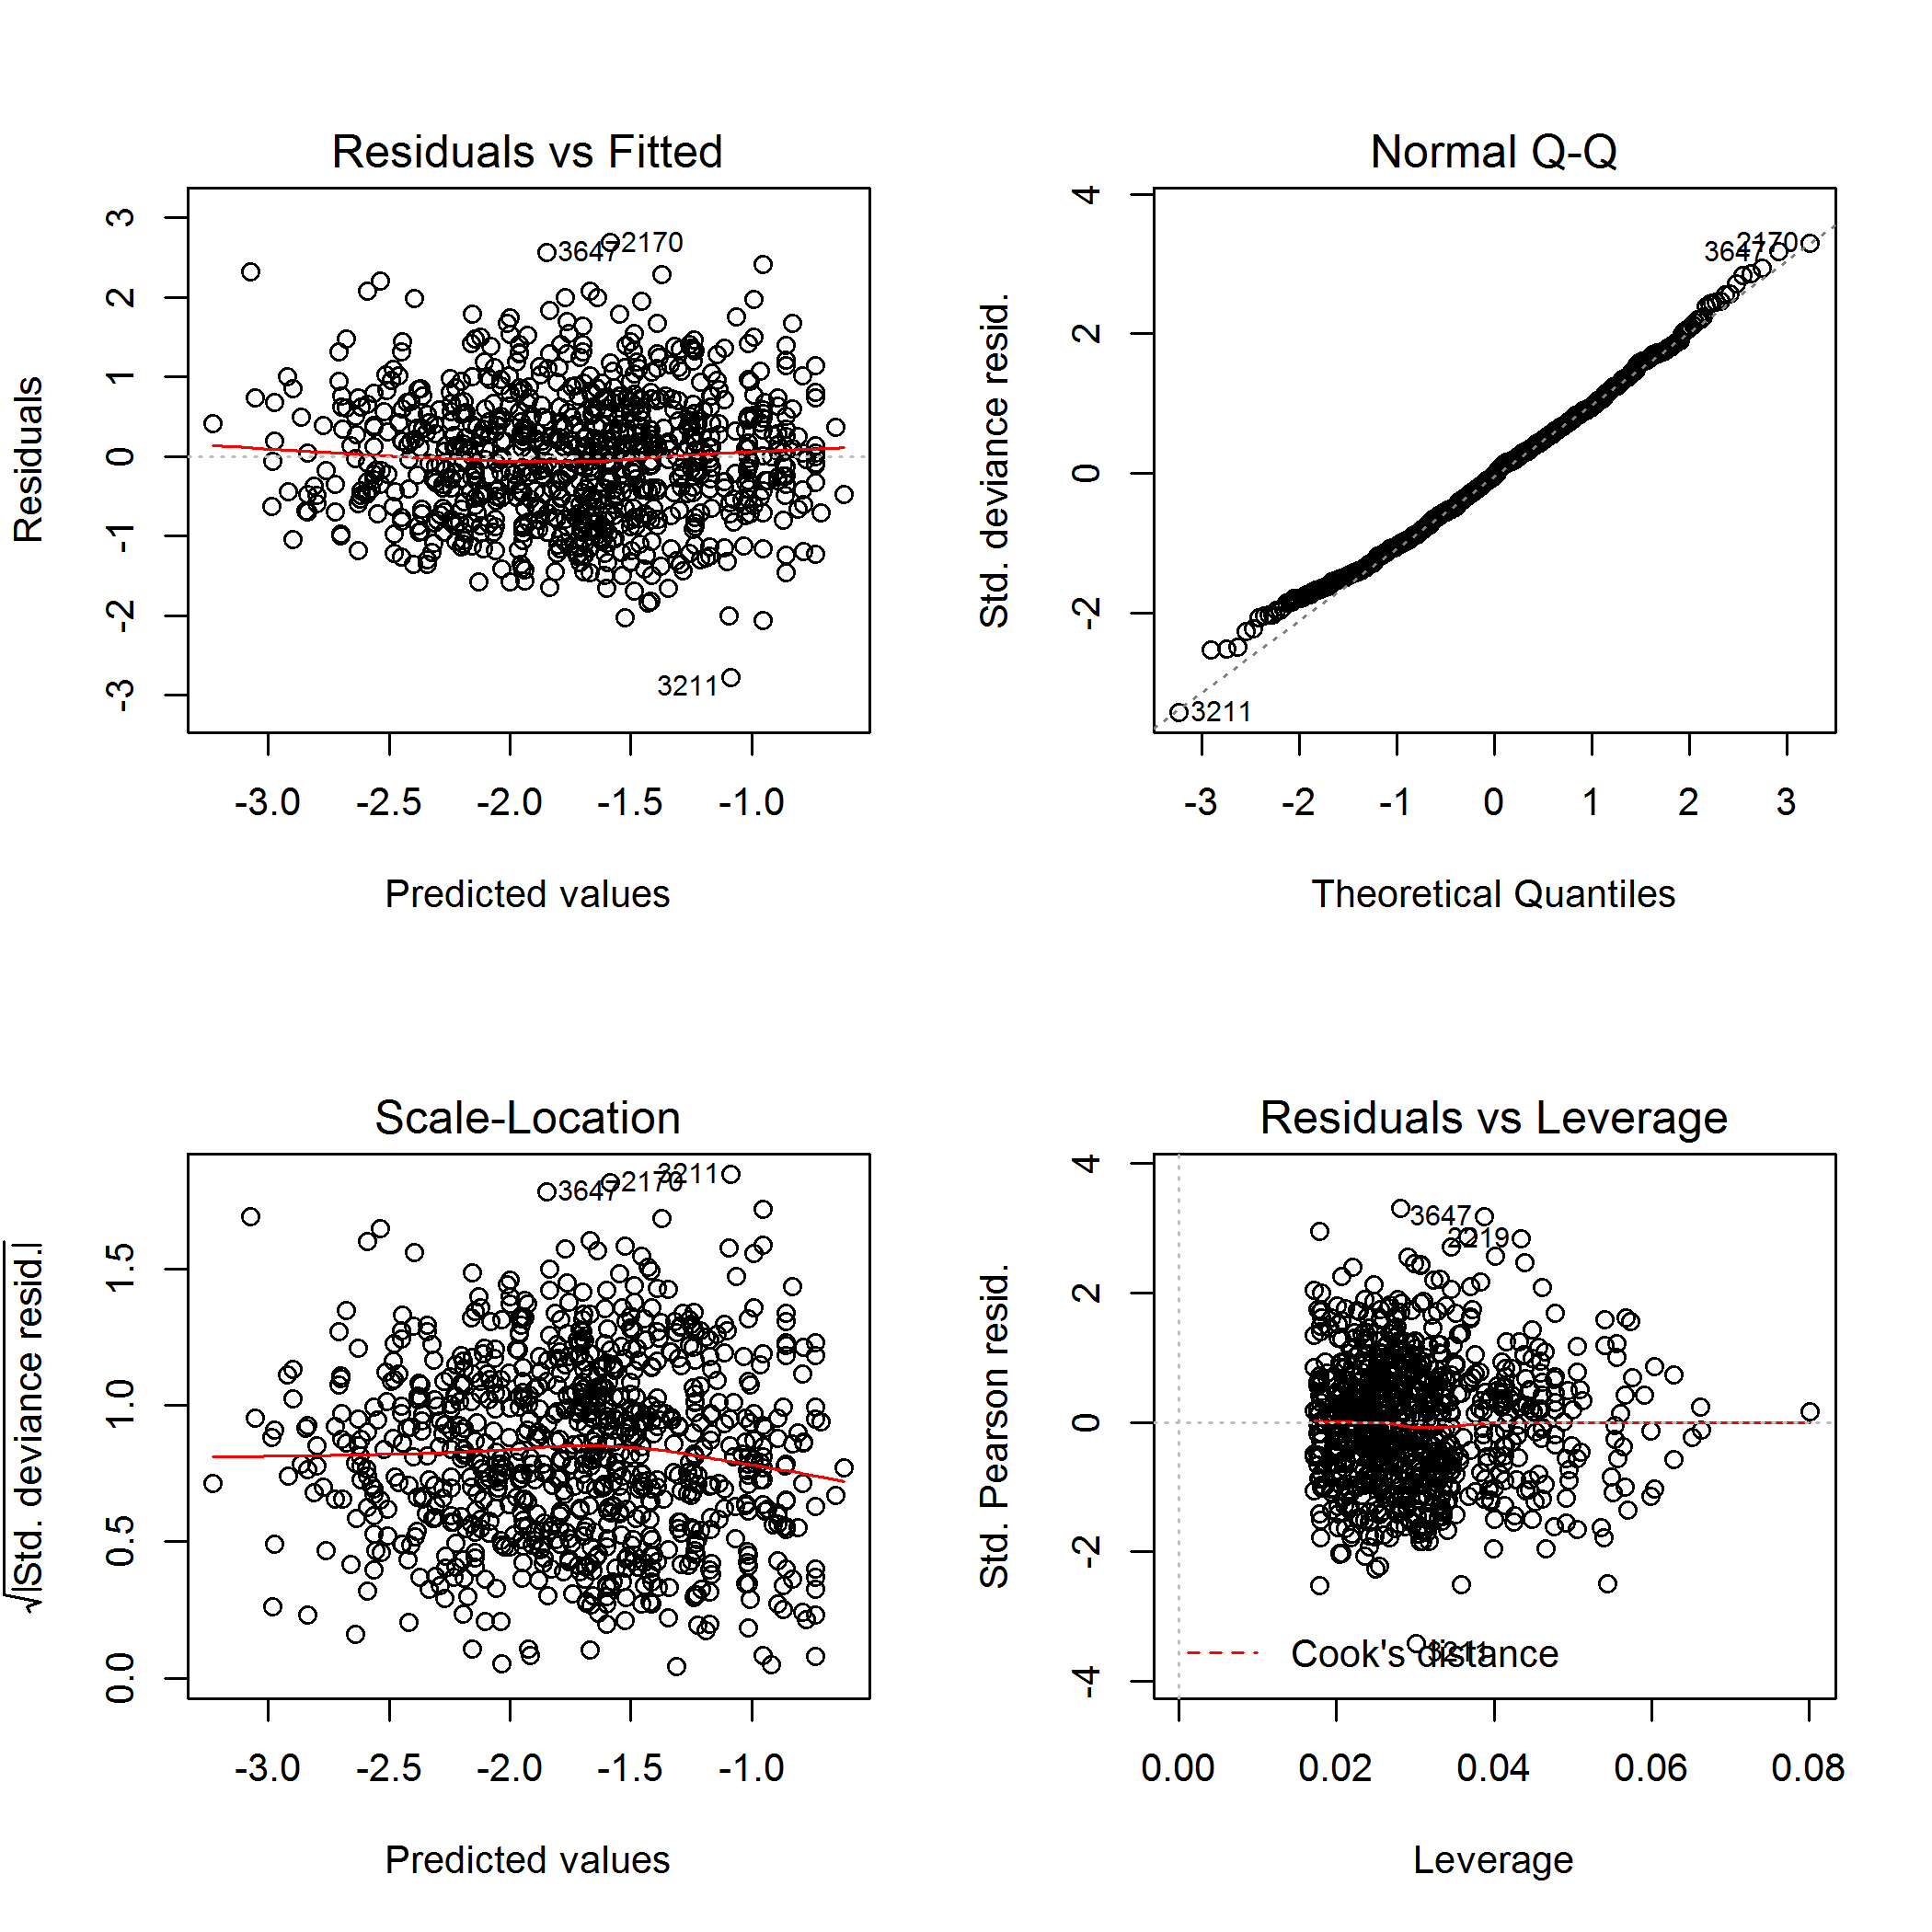 Residuals vs Fitted
3
2
1
0
-1
-2
-3
Residuals
3647
2170
3211
-3.0 -2.5 -2.0 -1.5 -1.0
Predicted values
Normal Q-Q
4
2
0
-2
Std. deviance resid.
2170
3647
3211
-3 -2 -1 0 1 2 3
Theoretical Quantiles
Scale-Location
1.5
1.0
0.5
0.0
√|Std. deviance resid.|
3647
2170
3211
-3.0 -2.5 -2.0 -1.5 -1.0
Predicted values
Residuals vs Leverage
4
2
0
-2
-4
Std. Pearson resid.
3647
2219
3211
Cook's distance
0.00 0.02 0.04 0.06 0.08
Leverage